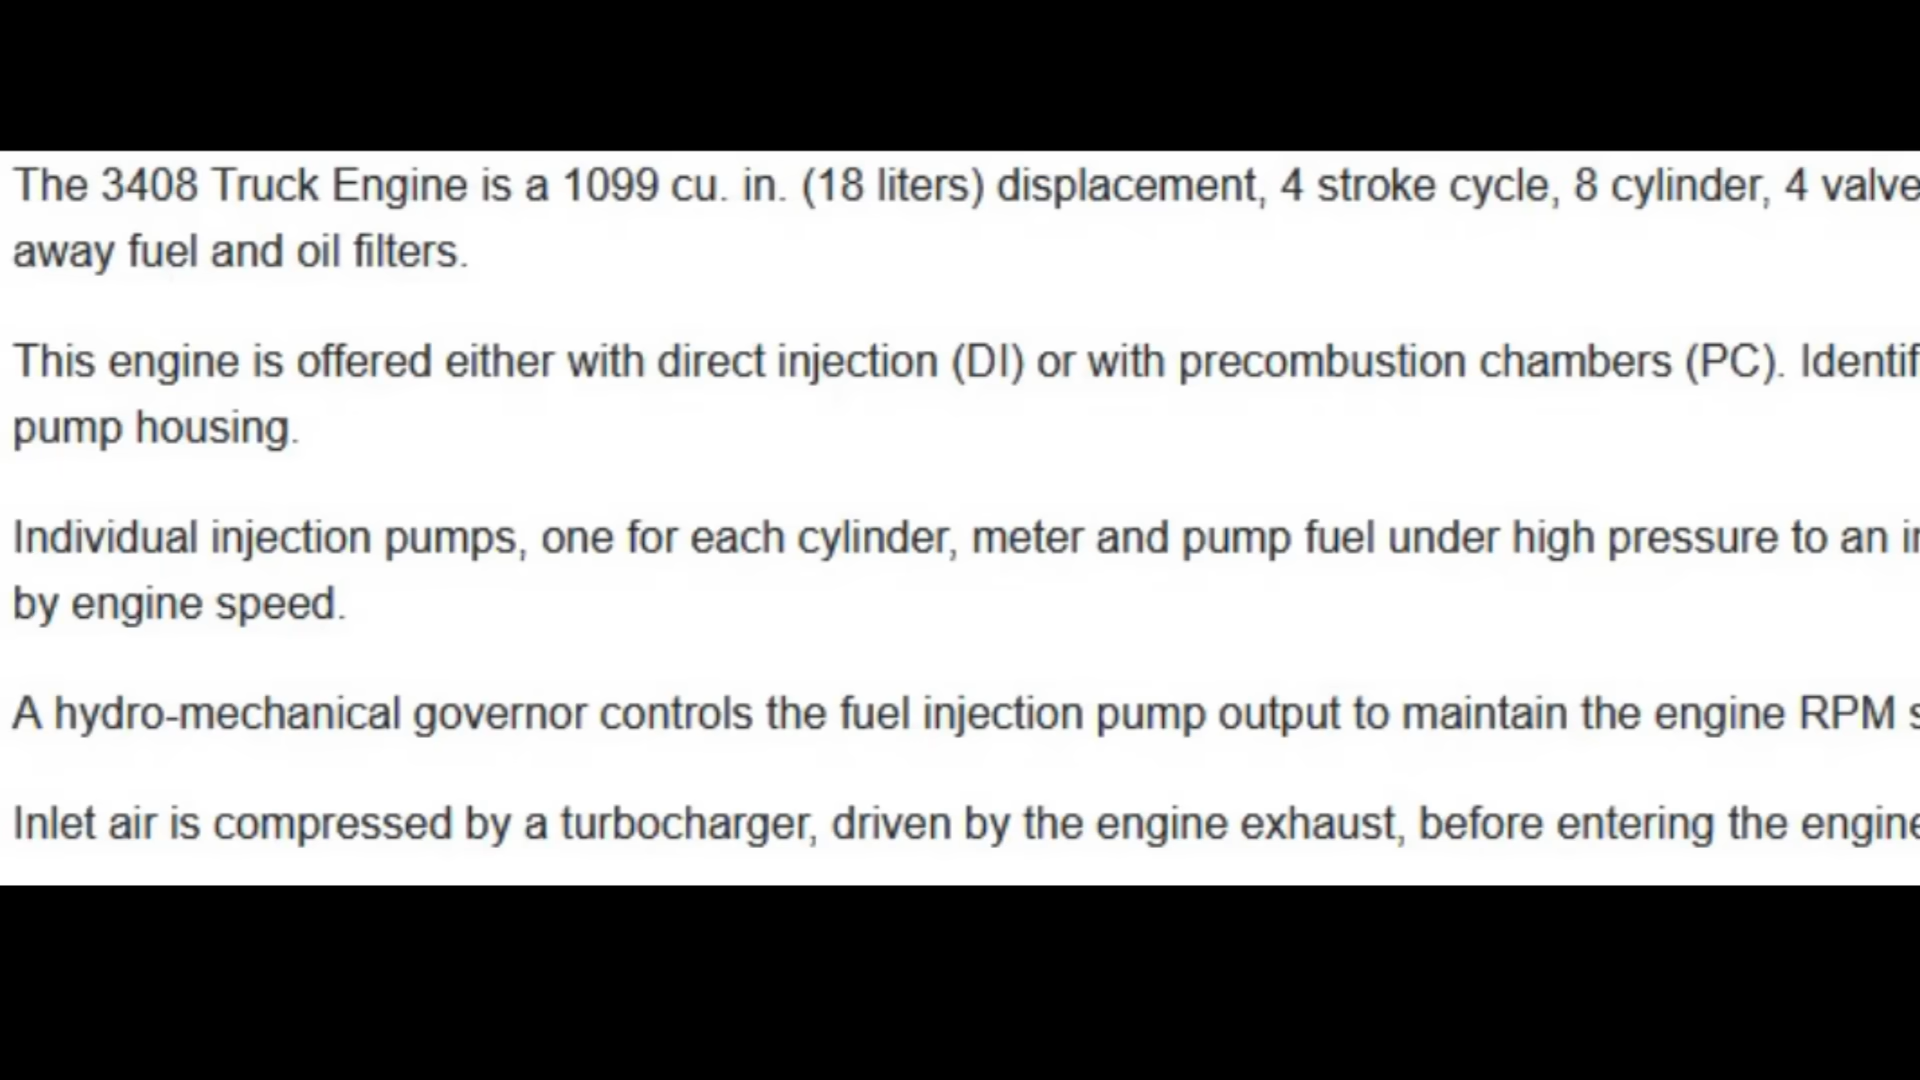 The 3408 Truck Engine is a 1099 cu. in. (18 liters) displacement, 4 stroke cycle, 8 cylinder, 4 valve
away fuel and oil filters.
This engine is offered either with direct injection (DI) or with precombustion chambers (PC). Identif
pump housing.
Individual injection pumps, one for each cylinder, meter and pump fuel under high pressure to an
by engine speed.
A hydro-mechanical governor controls the fuel injection pump output to maintain the engine RPM
Inlet air is compressed by a turbocharger, driven by the engine exhaust, before entering the engine